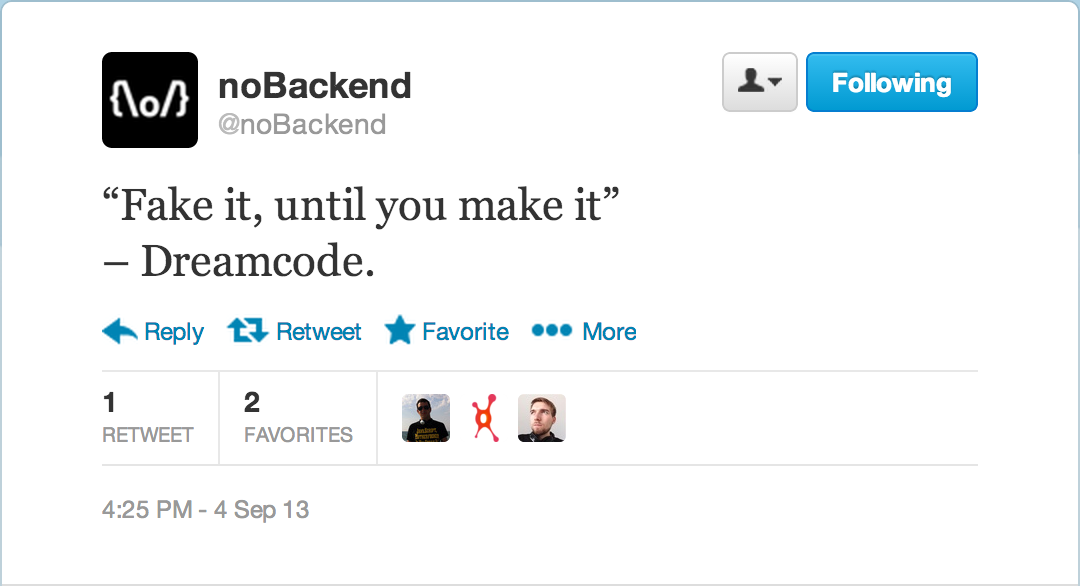 {\o/}
noBackend
@noBackend
Following
“Fake it, until you make it”
– Dreamcode.
Reply Retweet Favorite More
1 2
RETWEET FAVORITES
4:25 PM - 4 Sep 13